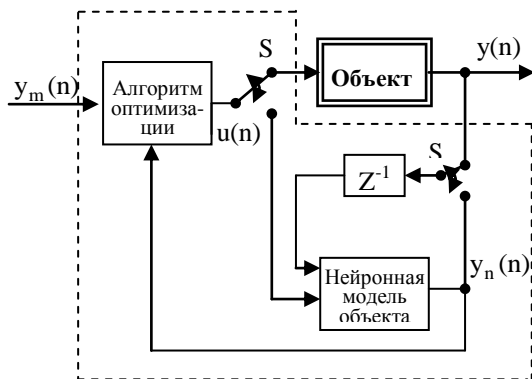 y(n)
S
y_m(n)
Алгоритм
оптимиза-
ции
Объект
u(n)
S
Z⁻¹
y_n(n)
Нейронная
модель
объекта